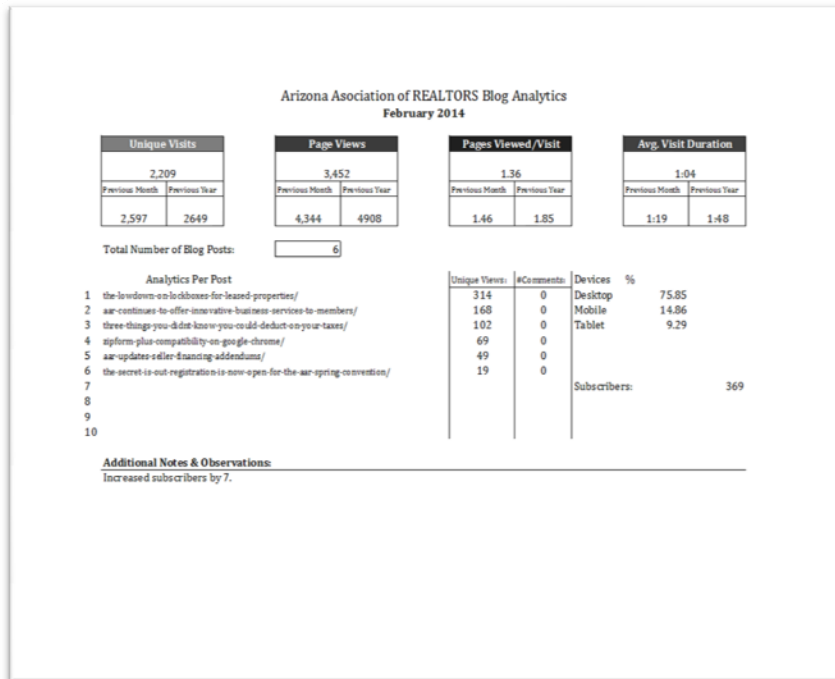 Arizona Asociation of REALTORS Blog Analytics
February 2014
Unique Visits Page Views Pages Viewed/Visit Avg. Visit Duration
2,209 3,452 1.36 1:04
Previous Month Previous Year Previous Month Previous Year Previous Month Previous Year Previous Month Previous Year
2,597 2649 4,344 4908 1.46 1.85 1:19 1:48
Total Number of Blog Posts: 6
Analytics Per Post Unique Views: #Comments: Devices %
1 the-lowdown-on-lockboxes-for-leased-properties/ 314 0 Desktop 75.85
2 aar-continues-to-offer-innovative-business-services-to-members/ 168 0 Mobile 14.86
3 three-things-you-didnt-know-you-could-deduct-on-your-taxes/ 102 0 Tablet 9.29
4 zipform-plus-compatibility-on-google-chrome/ 69 0
5 aar-updates-seller-financing-addendums/ 49 0
6 the-secret-is-out-registration-is-now-open-for-the-aar-spring-convention/ 19 0
7 Subscribers: 369
8
9
10
Additional Notes & Observations:
Increased subscribers by 7.